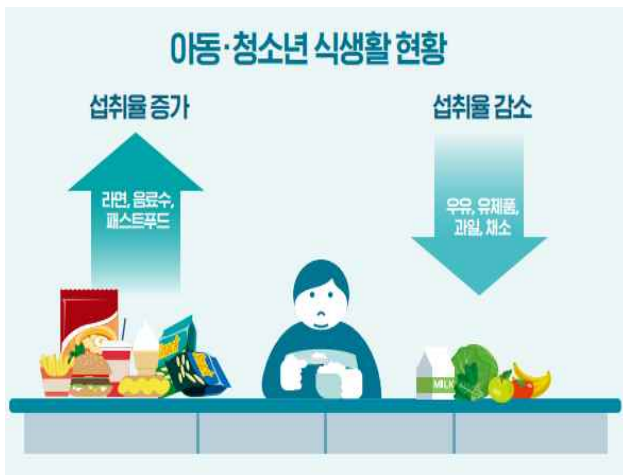 아동·청소년 식생활 현황
섭취율 증가
섭취율 감소
라면, 음료수,
패스트푸드
우유, 유제품,
과일, 채소
MILK